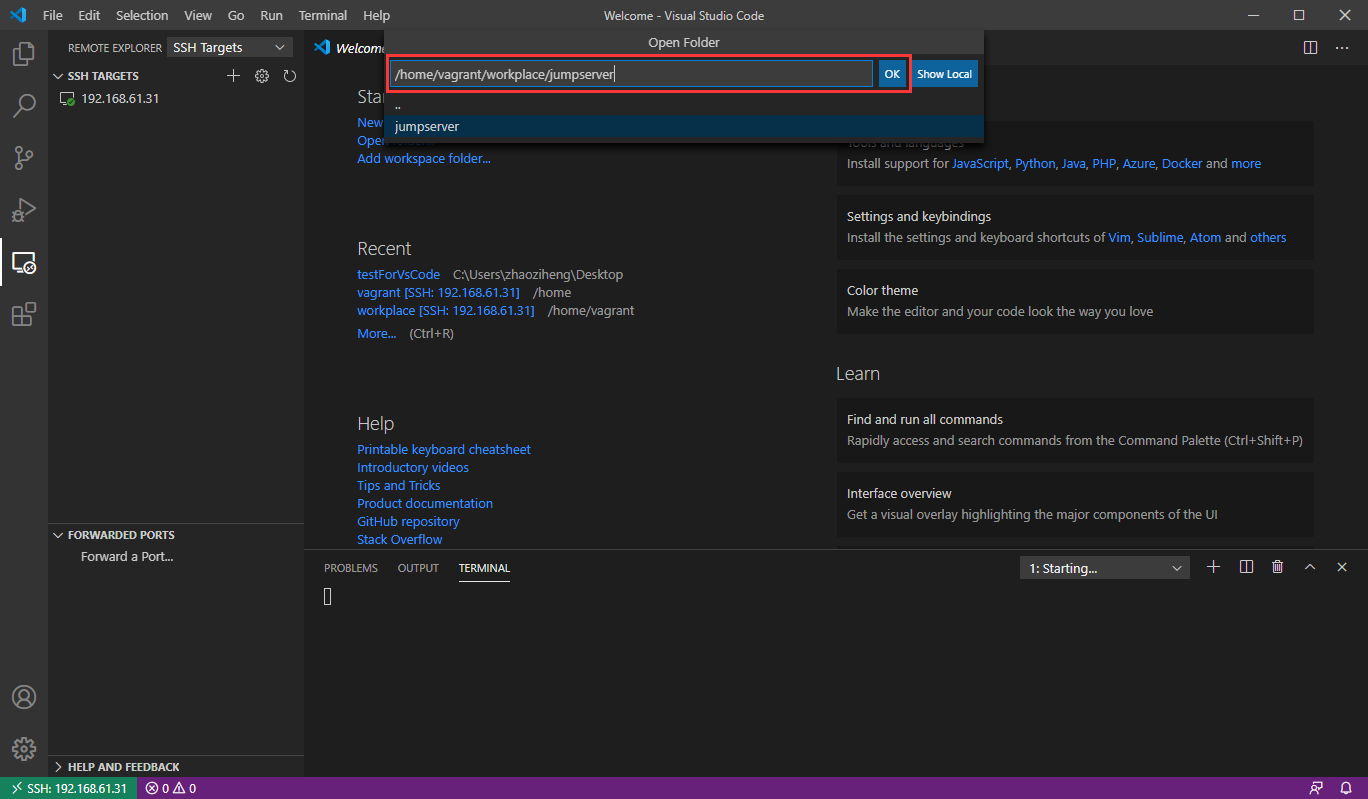 File Edit Selection View Go Run Terminal Help
Welcome - Visual Studio Code
REMOTE EXPLORER SSH Targets
SSH TARGETS
192.168.61.31
Welcome
Open Folder
/home/vagrant/workplace/jumpserver
OK
Show Local
..
jumpserver
Add workspace folder...
Recent
testForVsCode C:\Users\zhaoziheng\Desktop
vagrant [SSH: 192.168.61.31] /home
workplace [SSH: 192.168.61.31] /home/vagrant
More... (Ctrl+R)
Help
Printable keyboard cheatsheet
Introductory videos
Tips and Tricks
Product documentation
GitHub repository
Stack Overflow
Tools and languages
Install support for JavaScript, Python, Java, PHP, Azure, Docker and more
Settings and keybindings
Install the settings and keyboard shortcuts of Vim, Sublime, Atom and others
Color theme
Make the editor and your code look the way you love
Learn
Find and run all commands
Rapidly access and search commands from the Command Palette (Ctrl+Shift+P)
Interface overview
Get a visual overlay highlighting the major components of the UI
FORWARDED PORTS
Forward a Port...
PROBLEMS OUTPUT TERMINAL
1: Starting...
HELP AND FEEDBACK
SSH: 192.168.61.31
0 0